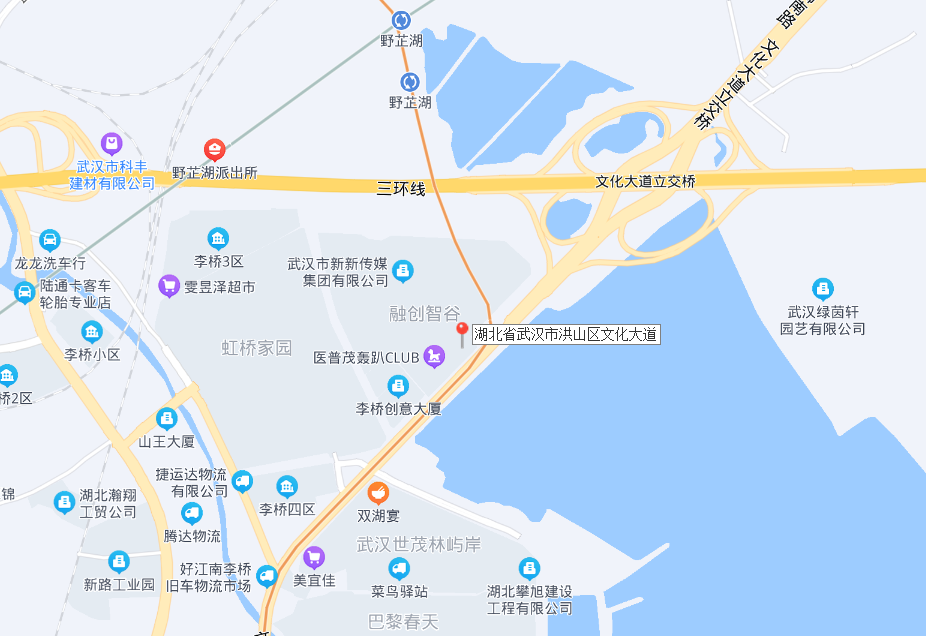 南路
文化大道立交桥
野芷湖
野芷湖
武汉市科丰
建材有限公司
野芷湖派出所
三环线
文化大道立交桥
龙龙洗车行
李桥3区
武汉市新新传媒
集团有限公司
陆通卡客车
轮胎专业店
雯昱泽超市
融创智谷
武汉绿茵轩
园艺有限公司
湖北省武汉市洪山区文化大道
李桥小区
虹桥家园
医普茂轰趴CLUB
桥2区
李桥创意大厦
山王大厦
捷运达物流
有限公司
锦
湖北瀚翔
工贸公司
李桥四区
双湖宴
腾达物流
武汉世茂林屿岸
新路工业园
好江南李桥
旧车物流市场
美宜佳
菜鸟驿站
湖北攀旭建设
工程有限公司
巴黎春天